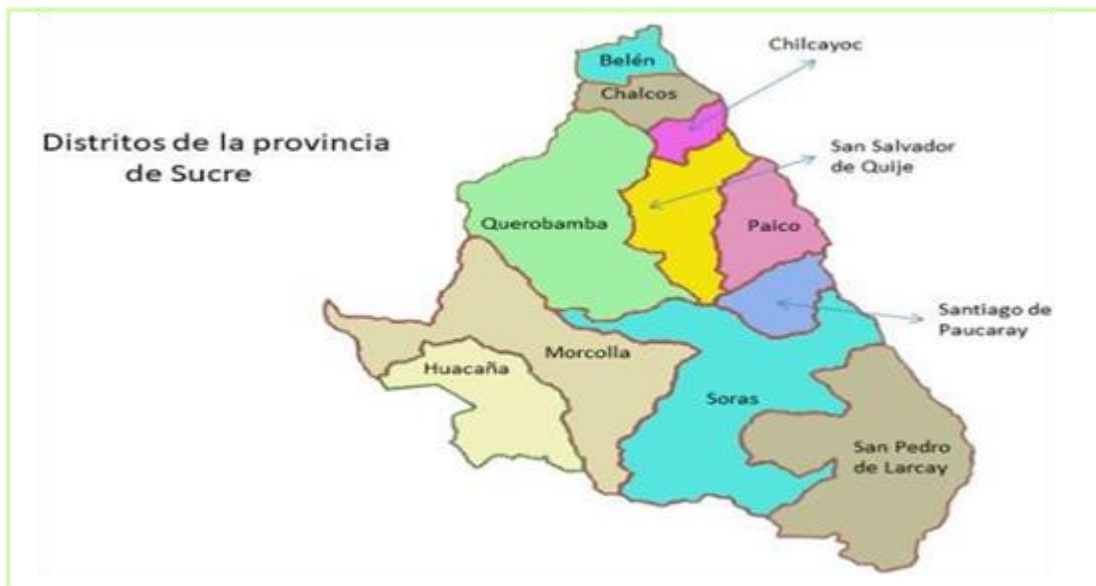 Distritos de la provincia
de Sucre
Belén
Chilcayoc
Chalcos
San Salvador
de Quije
Querobamba
Paico
Santiago de
Paucaray
Morcolla
Huacaña
Soras
San Pedro
de Larcay